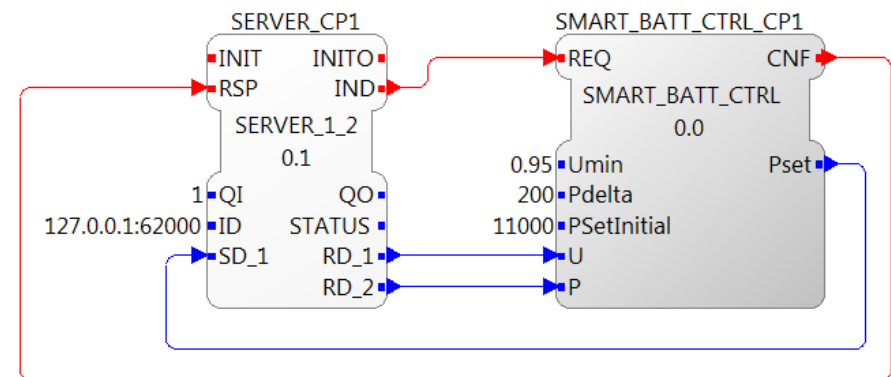 SERVER_CP1
INIT INITO
RSP IND
SERVER_1_2
0.1
1 QI QO
127.0.0.1:62000 ID STATUS
SD_1 RD_1
RD_2
SMART_BATT_CTRL_CP1
REQ CNF
SMART_BATT_CTRL
0.0
0.95 Umin Pset
200 Pdelta
11000 PSetInitial
U
P